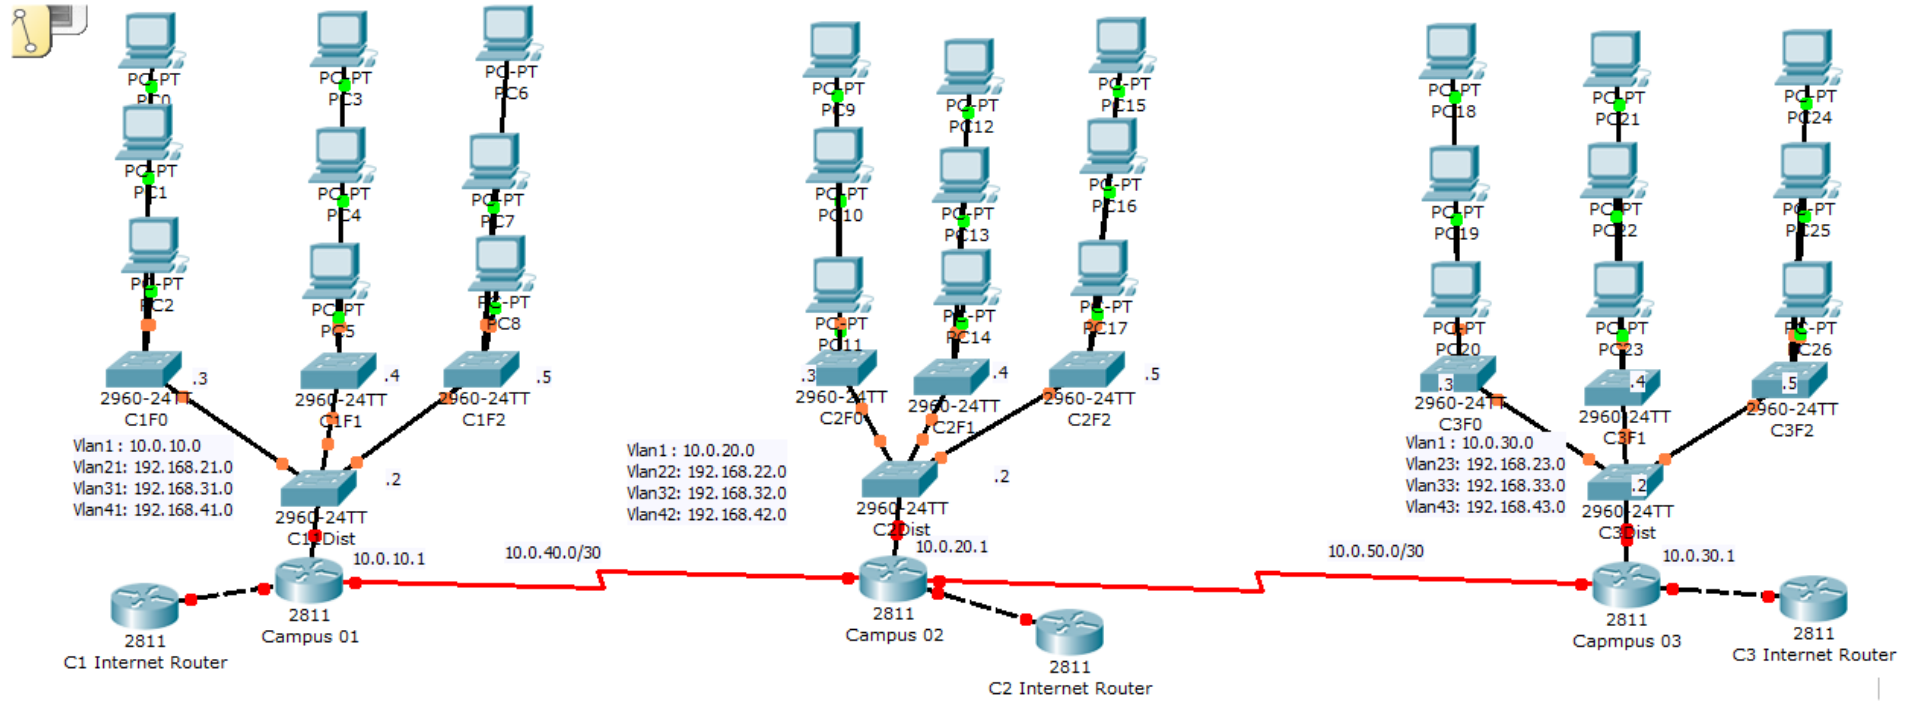 PC-PT
PC0
PC-PT
PC1
PC-PT
PC2
PC-PT
PC3
PC-PT
PC4
PC-PT
PC5
PC-PT
PC6
PC-PT
PC7
PC-PT
PC8
2960-24TT
C1F0
.3
2960-24TT
C1F1
.4
2960-24TT
C1F2
.5
Vlan1 : 10.0.10.0
Vlan21: 192.168.21.0
Vlan31: 192.168.31.0
Vlan41: 192.168.41.0
.2
2960-24TT
10.0.10.1
2811
Campus 01
2811
C1 Internet Router
10.0.40.0/30
PC-PT
PC9
PC-PT
PC10
PC-PT
PC11
PC-PT
PC12
PC-PT
PC13
PC-PT
PC14
PC-PT
PC15
PC-PT
PC16
PC-PT
PC17
.3
2960-24TT
C2F0
.4
2960-24TT
C2F1
.5
2960-24TT
C2F2
Vlan1 : 10.0.20.0
Vlan22: 192.168.22.0
Vlan32: 192.168.32.0
Vlan42: 192.168.42.0
.2
2960-24TT
C2Dist
10.0.20.1
2811
Campus 02
2811
C2 Internet Router
10.0.50.0/30
PC-PT
PC18
PC-PT
PC19
PC-PT
PC20
PC-PT
PC21
PC-PT
PC22
PC-PT
PC23
PC-PT
PC24
PC-PT
PC25
PC-PT
PC26
.3
2960-24TT
C3F0
.4
2960-24TT
C3F1
.5
2960-24TT
C3F2
Vlan1 : 10.0.30.0
Vlan23: 192.168.23.0
Vlan33: 192.168.33.0
Vlan43: 192.168.43.0
.2
2960-24TT
C3Dist
10.0.30.1
2811
Capmpus 03
2811
C3 Internet Router